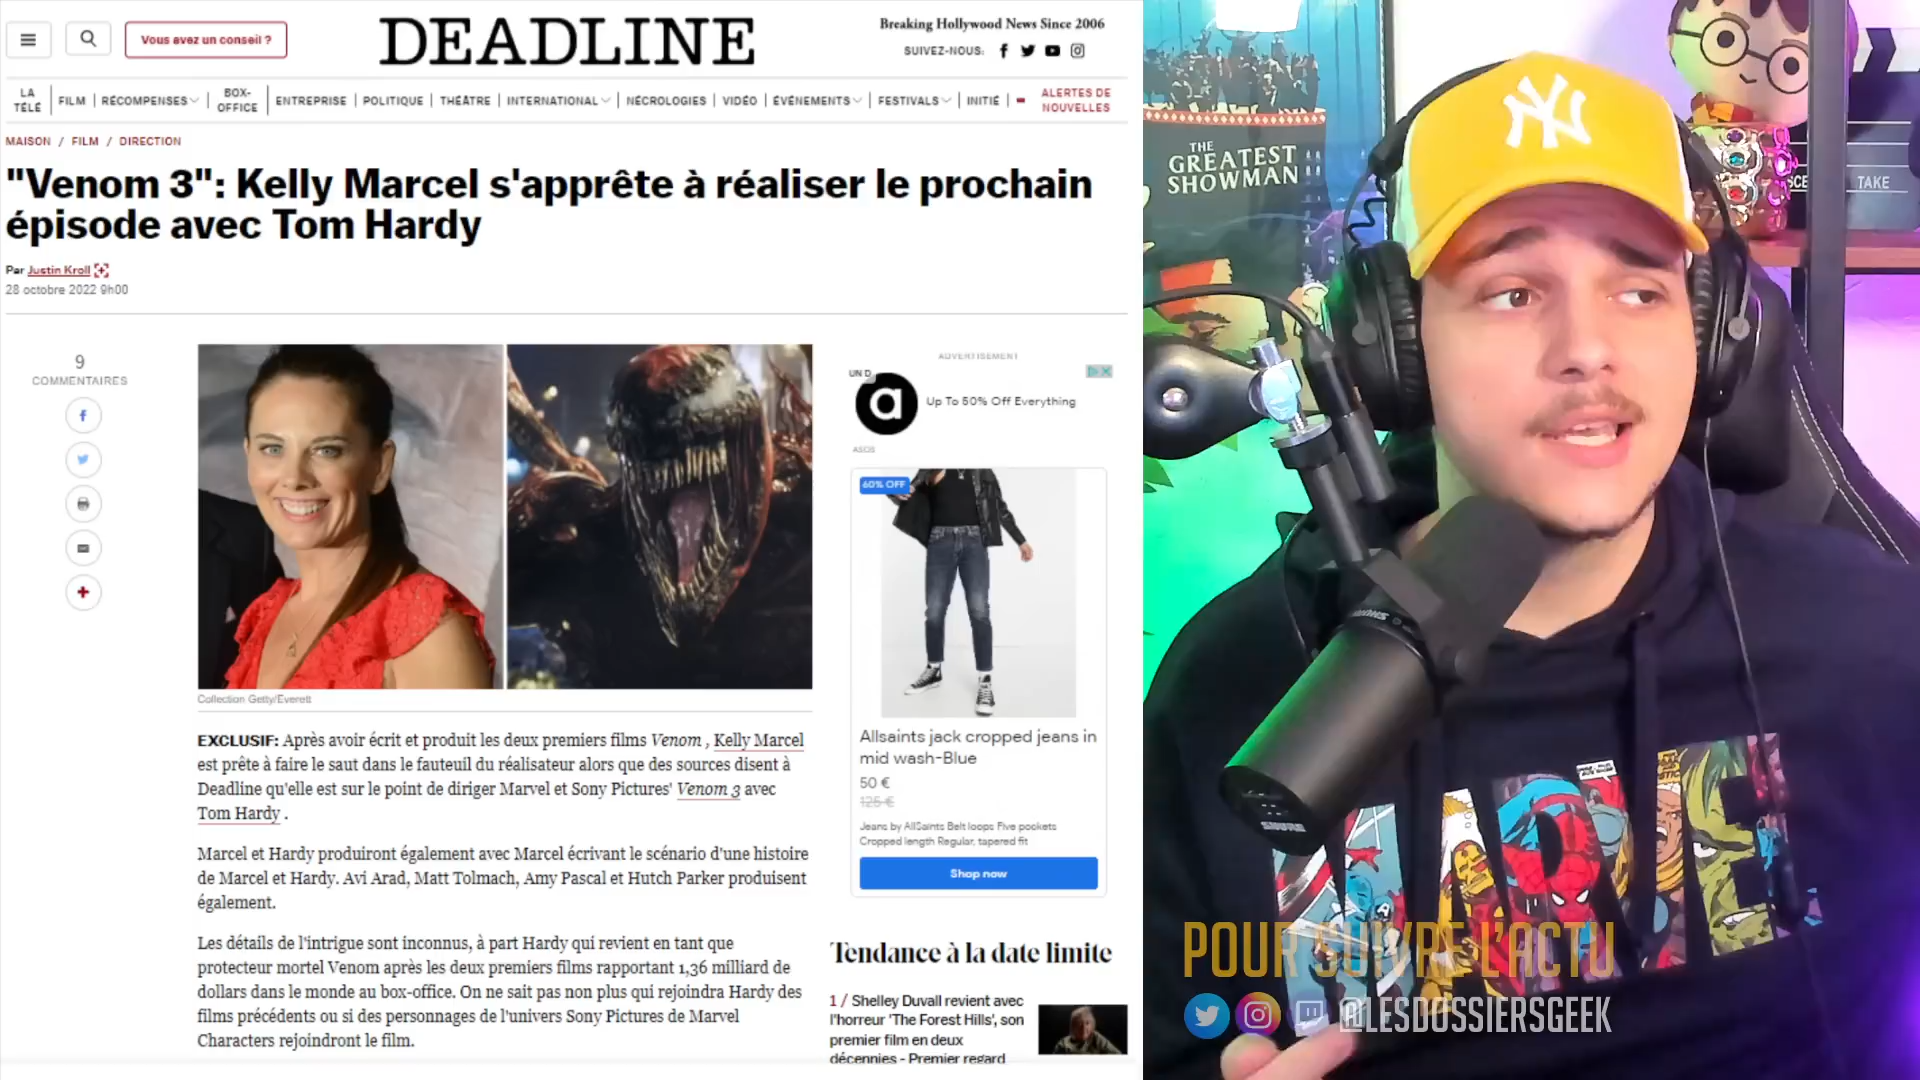 Vous avez un conseil ?
DEADLINE
Breaking Hollywood News Since 2006
SUIVEZ-NOUS:
LA TÉLÉ
FILM
RÉCOMPENSES
BOX-OFFICE
ENTREPRISE
POLITIQUE
THÉÂTRE
INTERNATIONAL
NÉCROLOGIES
VIDÉO
ÉVÉNEMENTS
FESTIVALS
INITIÉ
ALERTES DE NOUVELLES
MAISON / FILM / DIRECTION
"Venom 3": Kelly Marcel s'apprête à réaliser le prochain
épisode avec Tom Hardy
Par Justin Kroll
28 octobre 2022 9h00
9
COMMENTAIRES
Collection Getty/Everett
EXCLUSIF: Après avoir écrit et produit les deux premiers films Venom , Kelly Marcel
est prête à faire le saut dans le fauteuil du réalisateur alors que des sources disent à
Deadline qu'elle est sur le point de diriger Marvel et Sony Pictures' Venom 3 avec
Tom Hardy .
Marcel et Hardy produiront également avec Marcel écrivant le scénario d'une histoire
de Marcel et Hardy. Avi Arad, Matt Tolmach, Amy Pascal et Hutch Parker produisent
également.
Les détails de l'intrigue sont inconnus, à part Hardy qui revient en tant que
protecteur mortel Venom après les deux premiers films rapportant 1,36 milliard de
dollars dans le monde au box-office. On ne sait pas non plus qui rejoindra Hardy des
films précédents ou si des personnages de l'univers Sony Pictures de Marvel
Characters rejoindront le film.
ADVERTISEMENT
UN D
a
Up To 50% Off Everything
ASOS
60% OFF
Allsaints jack cropped jeans in
mid wash-Blue
50 €
125 €
Jeans by AllSaints Belt loops Five pockets
Cropped length Regular, tapered fit
Shop now
Tendance à la date limite
1 / Shelley Duvall revient avec
l'horreur 'The Forest Hills', son
premier film en deux
décennies - Premier regard
THE
GREATEST
SHOWMAN
NY
SCE
TAKE
SHURE
SHURE
MARVE
POUR SUIVRE L'ACTU
@LESDOSSIERSGEEK